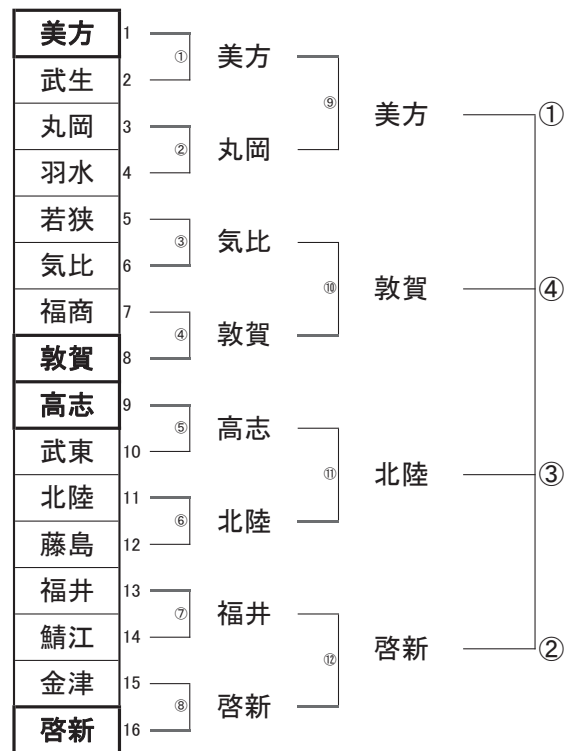 美方 1
武生 2
丸岡 3
羽水 4
若狭 5
気比 6
福商 7
敦賀 8
高志 9
武東 10
北陸 11
藤島 12
福井 13
鯖江 14
金津 15
啓新 16
①
②
③
④
⑤
⑥
⑦
⑧
美方
丸岡
気比
敦賀
高志
北陸
福井
啓新
⑨
⑩
⑪
⑫
美方 ①
敦賀 ④
北陸 ③
啓新 ②